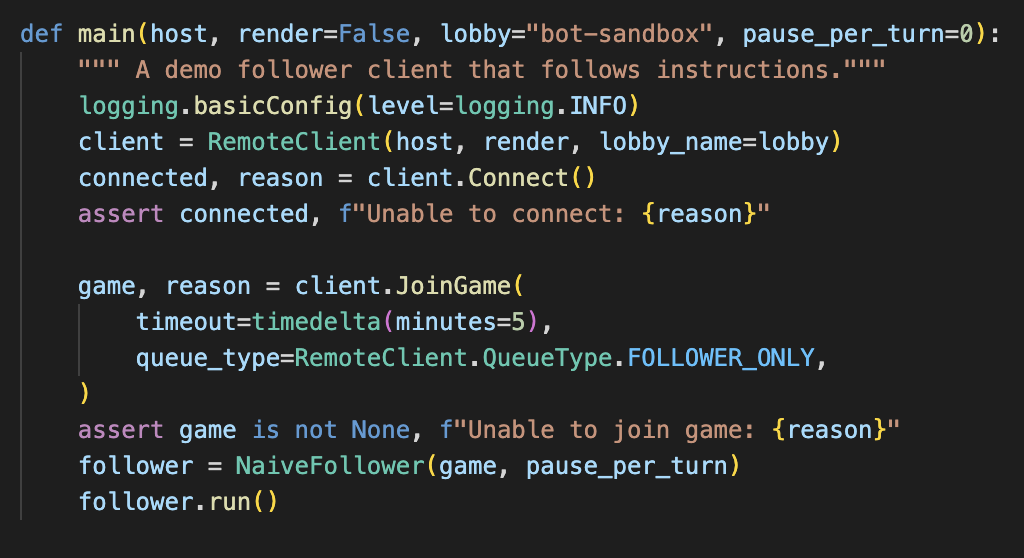 def main(host, render=False, lobby="bot-sandbox", pause_per_turn=0):
    """ A demo follower client that follows instructions."""
    logging.basicConfig(level=logging.INFO)
    client = RemoteClient(host, render, lobby_name=lobby)
    connected, reason = client.Connect()
    assert connected, f"Unable to connect: {reason}"

    game, reason = client.JoinGame(
        timeout=timedelta(minutes=5),
        queue_type=RemoteClient.QueueType.FOLLOWER_ONLY,
    )
    assert game is not None, f"Unable to join game: {reason}"
    follower = NaiveFollower(game, pause_per_turn)
    follower.run()